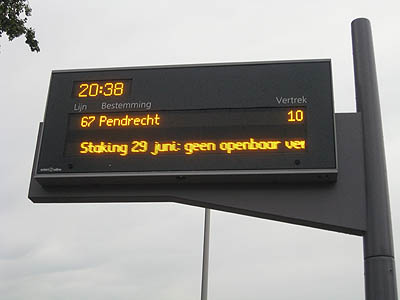 20:38
Lijn Bestemming Vertrek
67 Pendrecht 10
Staking 29 juni: geen openbaar ver